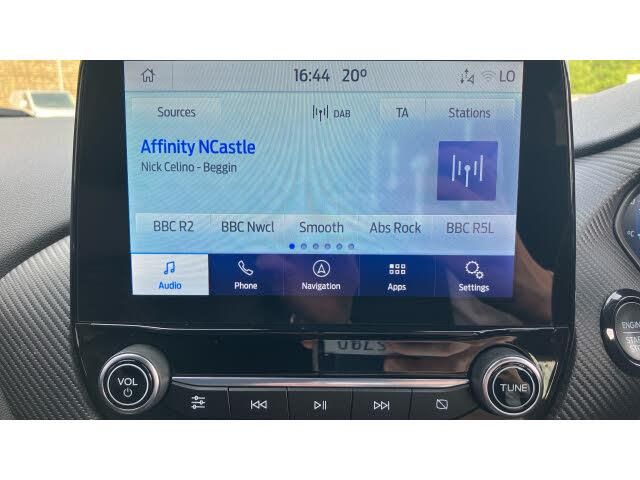 16:44 20° LO
Sources DAB TA Stations
Affinity NCastle
Nick Celino - Beggin
BBC R2 BBC Nwcl Smooth Abs Rock BBC R5L
Audio Phone Navigation Apps Settings
VOL TUNE
ENGINE
°C